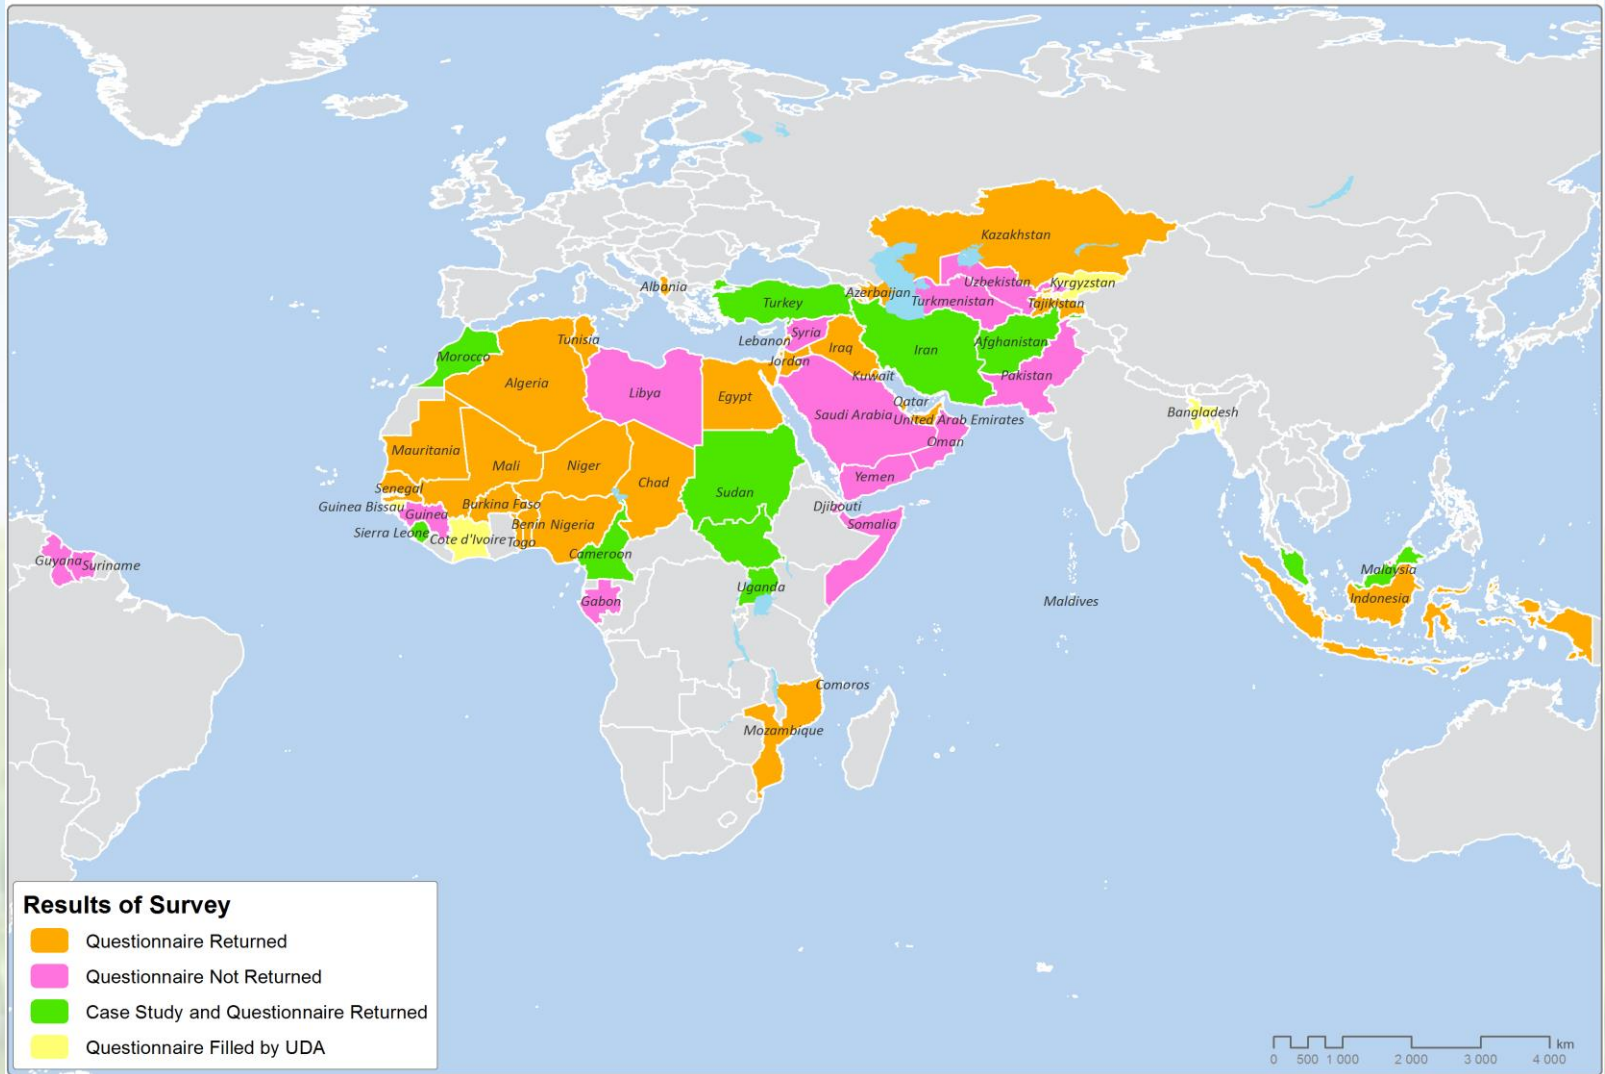 Kazakhstan
Uzbekistan
Kyrgyzstan
Albania
Azerbaijan
Turkmenistan
Tajikistan
Turkey
Syria
Lebanon
Tunisia
Iraq
Iran
Afghanistan
Morocco
Jordan
Kuwait
Pakistan
Algeria
Libya
Egypt
Qatar
Saudi Arabia
United Arab Emirates
Bangladesh
Oman
Mauritania
Mali
Niger
Chad
Yemen
Senegal
Sudan
Guinea Bissau
Burkina Faso
Djibouti
Guinea
Benin
Nigeria
Somalia
Sierra Leone
Cote d'Ivoire
Togo
Cameroon
Guyana
Suriname
Malaysia
Uganda
Gabon
Maldives
Indonesia
Comoros
Mozambique
Results of Survey
Questionnaire Returned
Questionnaire Not Returned
Case Study and Questionnaire Returned
Questionnaire Filled by UDA
km
0 500 1 000 2 000 3 000 4 000